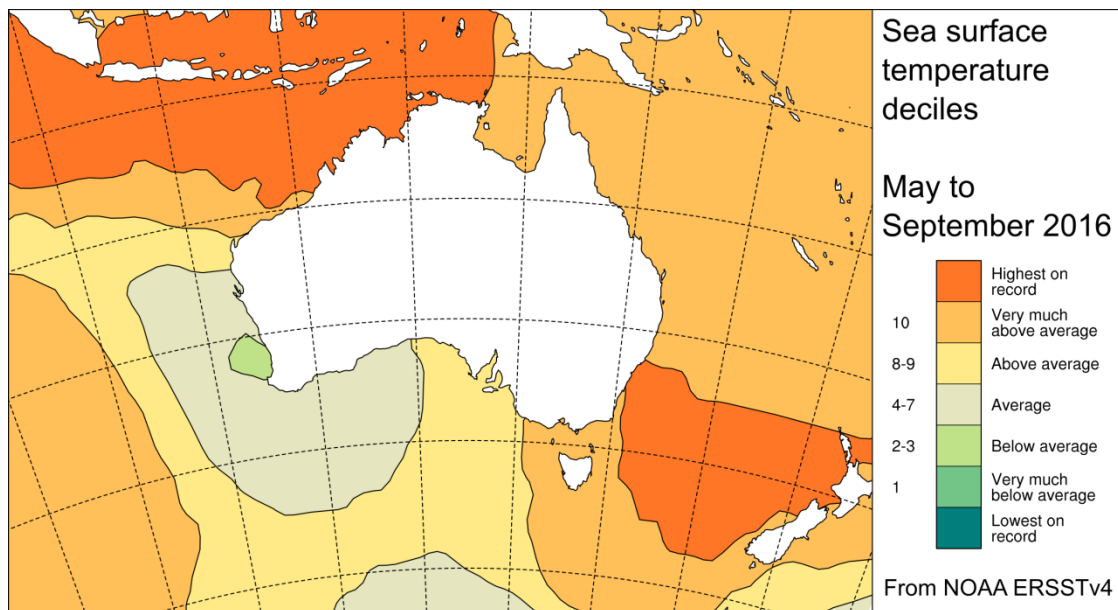 Sea surface
temperature
deciles
May to
September 2016
Highest on
record
10
Very much
above average
8-9
Above average
4-7
Average
2-3
Below average
1
Very much
below average
Lowest on
record
From NOAA ERSSTv4